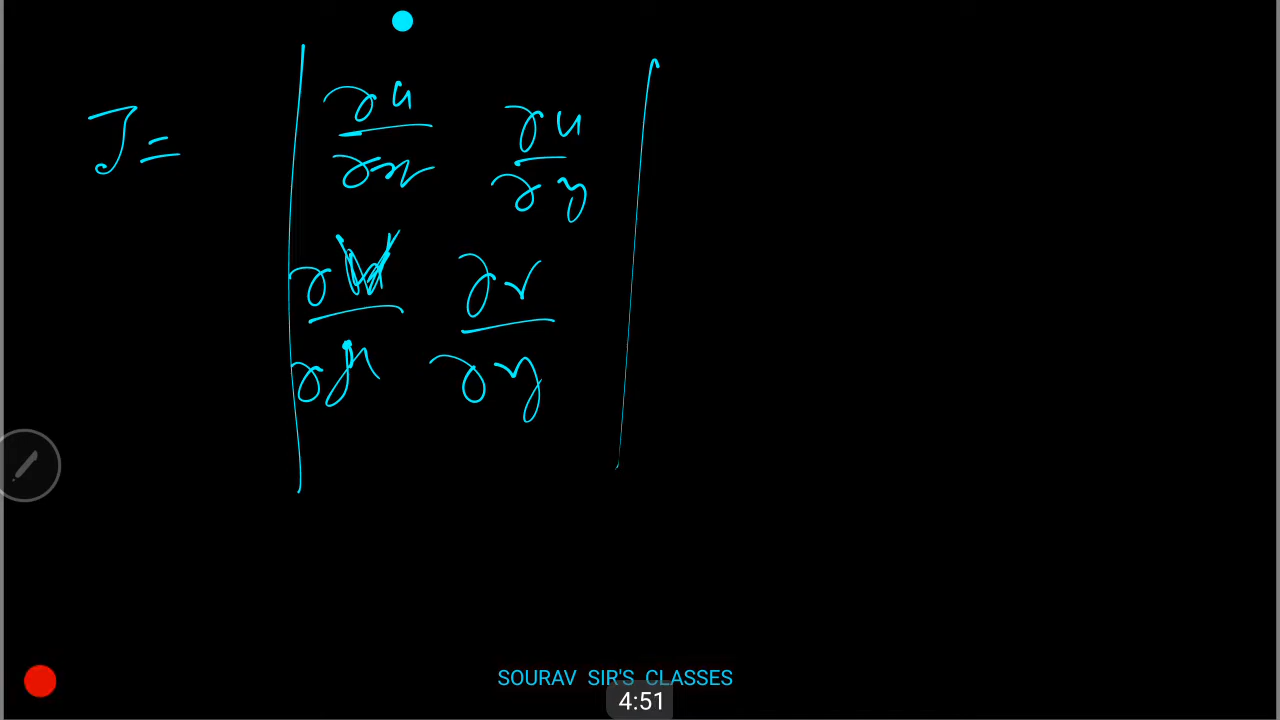 J = | ∂u/∂x ∂u/∂y |
| ∂v/∂x ∂v/∂y |
SOURAV SIR'S CLASSES
4:51